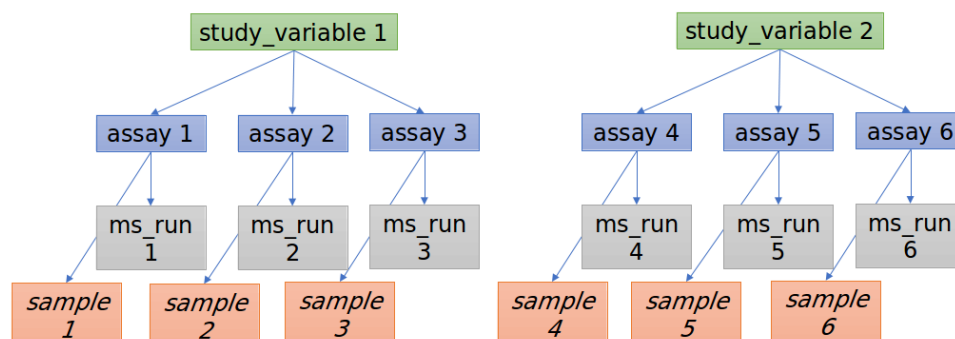 study_variable 1
study_variable 2
assay 1
assay 2
assay 3
assay 4
assay 5
assay 6
ms_run
1
ms_run
2
ms_run
3
ms_run
4
ms_run
5
ms_run
6
sample
1
sample
2
sample
3
sample
4
sample
5
sample
6